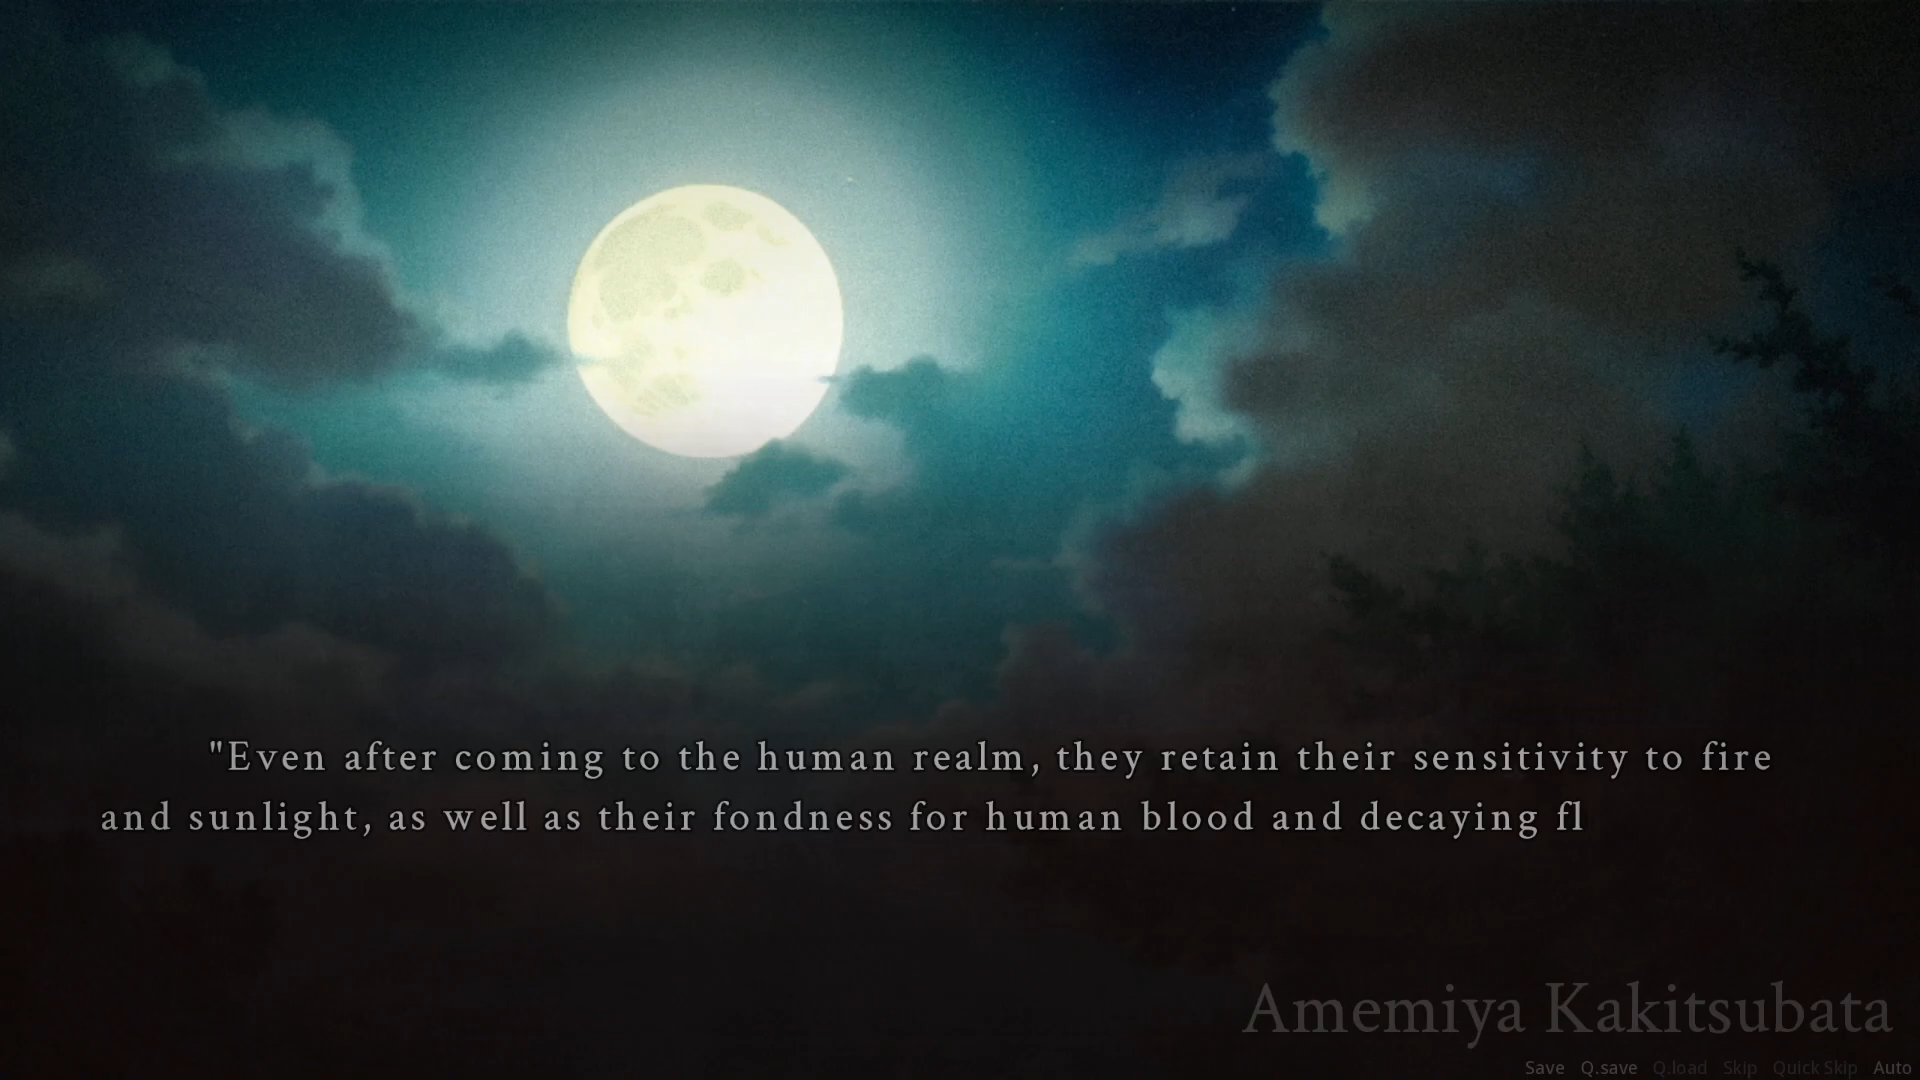 "Even after coming to the human realm, they retain their sensitivity to fire
and sunlight, as well as their fondness for human blood and decaying fl
Amemiya Kakitsubata
Save Q.save Q.load Skip Quick Skip Auto